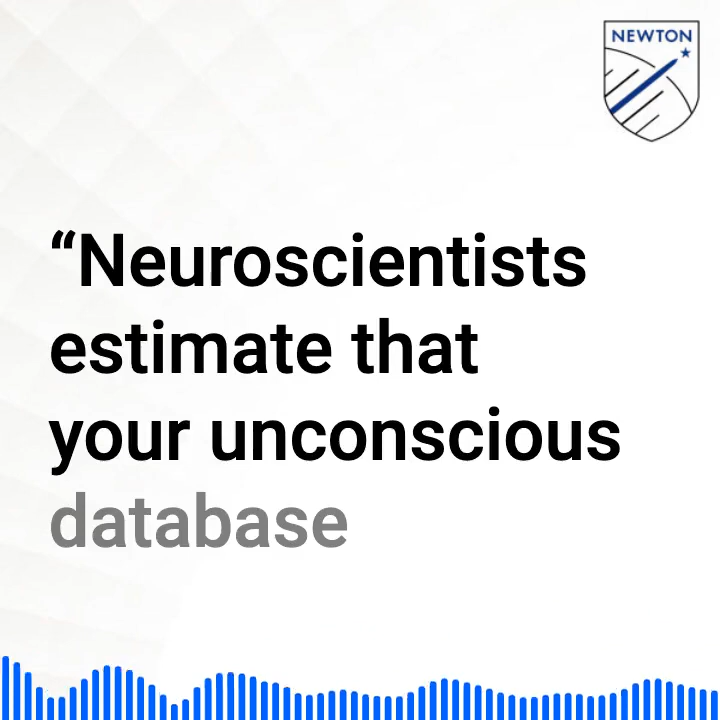 NEWTON
“Neuroscientists
estimate that
your unconscious
database